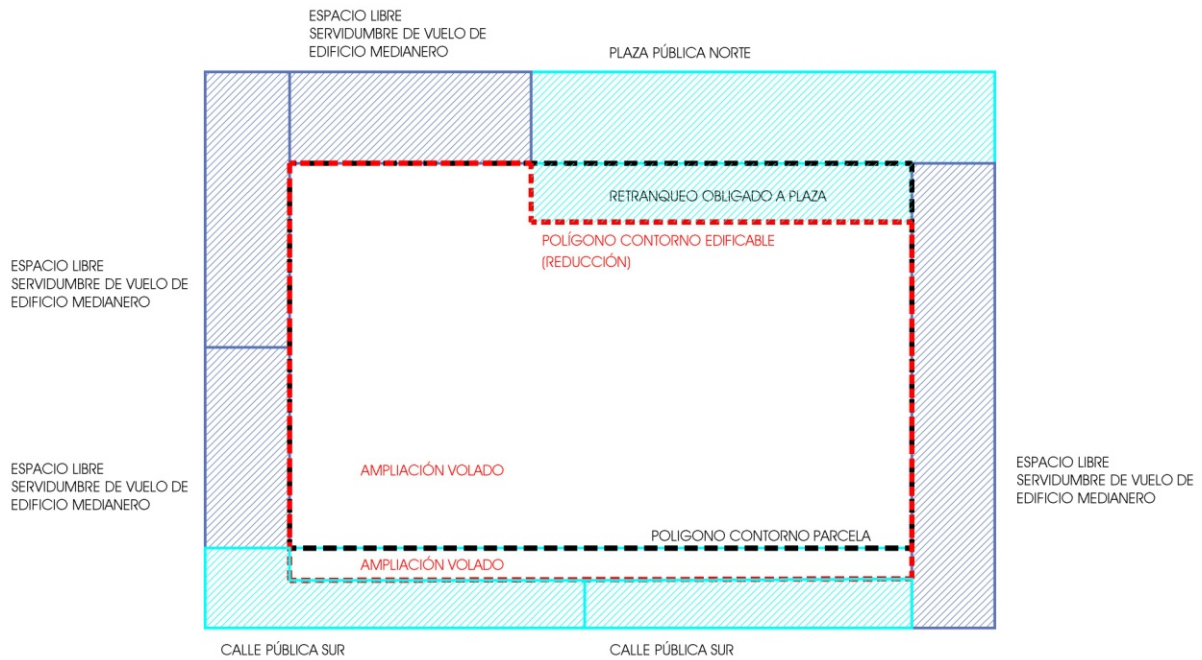 ESPACIO LIBRE
SERVIDUMBRE DE VUELO DE
EDIFICIO MEDIANERO
PLAZA PÚBLICA NORTE
RETRANQUEO OBLIGADO A PLAZA
POLÍGONO CONTORNO EDIFICABLE
(REDUCCIÓN)
ESPACIO LIBRE
SERVIDUMBRE DE VUELO DE
EDIFICIO MEDIANERO
ESPACIO LIBRE
SERVIDUMBRE DE VUELO DE
EDIFICIO MEDIANERO
AMPLIACIÓN VOLADO
ESPACIO LIBRE
SERVIDUMBRE DE VUELO DE
EDIFICIO MEDIANERO
POLIGONO CONTORNO PARCELA
AMPLIACIÓN VOLADO
CALLE PÚBLICA SUR
CALLE PÚBLICA SUR